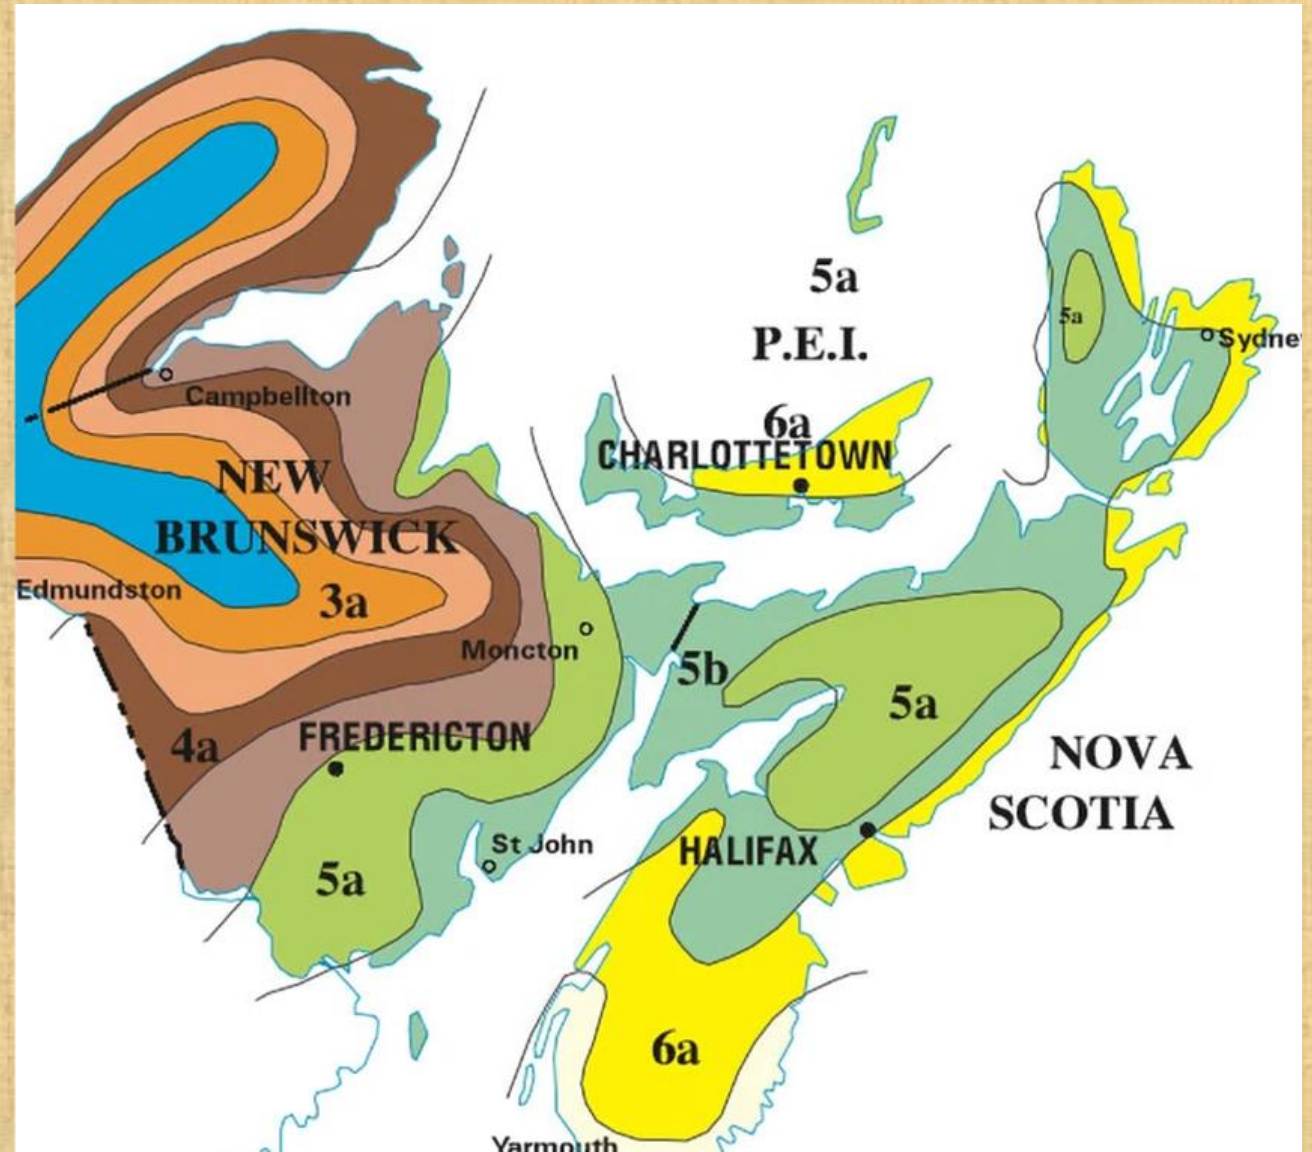 5a
P.E.I.
5a
Sydne
6a
Campbellton
CHARLOTTETOWN
NEW
BRUNSWICK
Edmundston
3a
Moncton
5b
5a
4a
FREDERICTON
NOVA
SCOTIA
St John
HALIFAX
5a
6a
Yarmouth